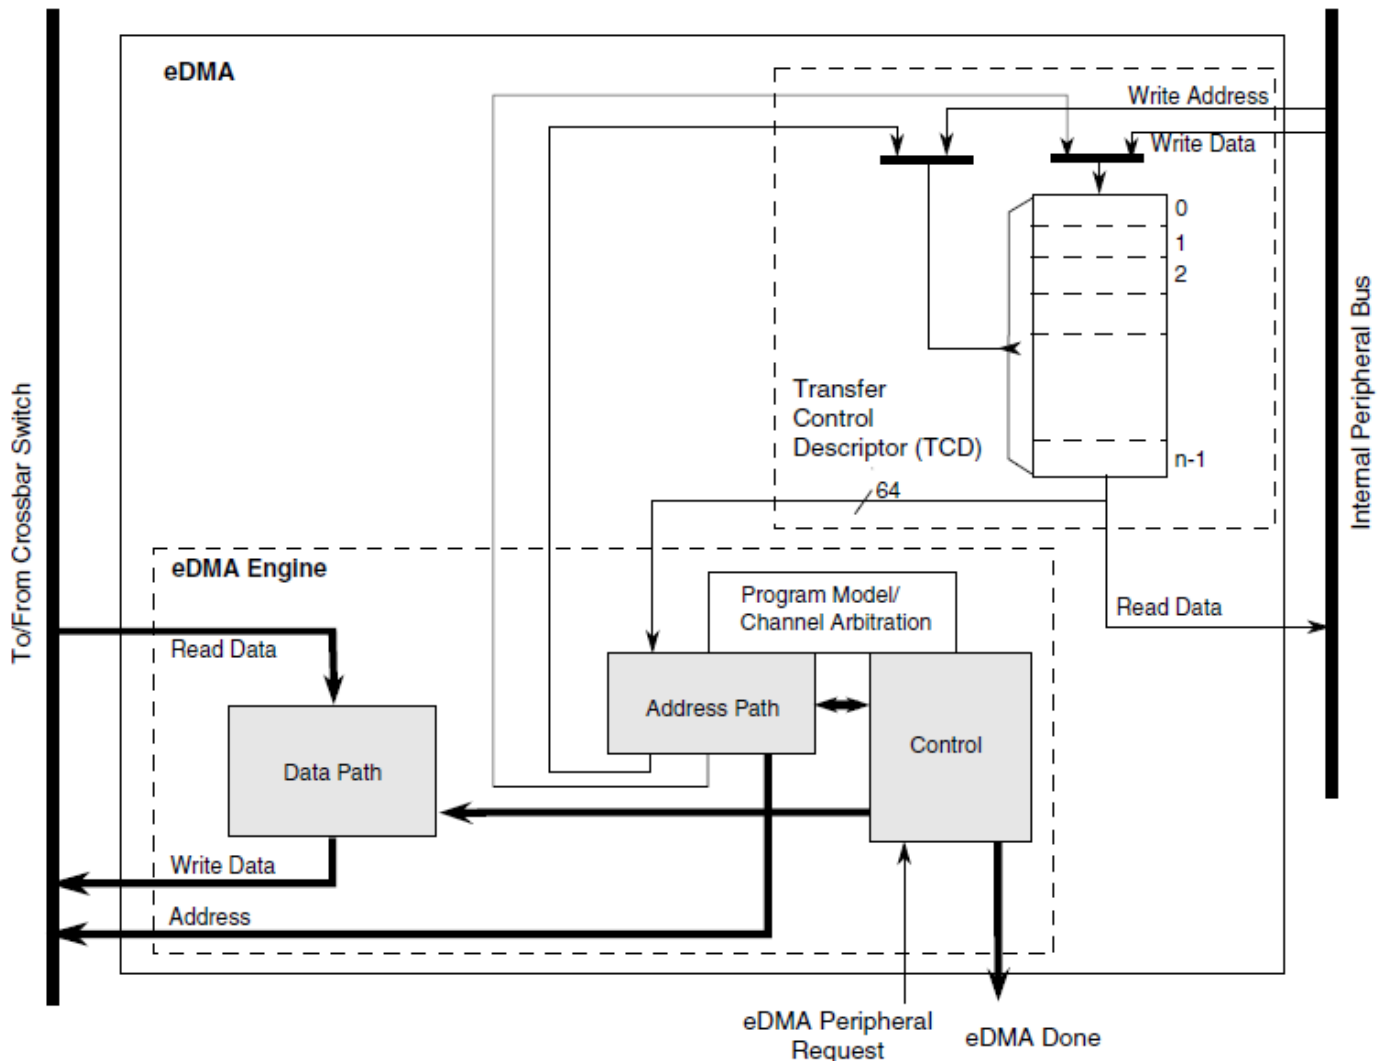 eDMA
Write Address
Write Data
0
1
2
n-1
Transfer
Control
Descriptor (TCD)
64
Internal Peripheral Bus
To/From Crossbar Switch
eDMA Engine
Program Model/
Channel Arbitration
Read Data
Read Data
Address Path
Control
Data Path
Write Data
Address
eDMA Peripheral
Request
eDMA Done